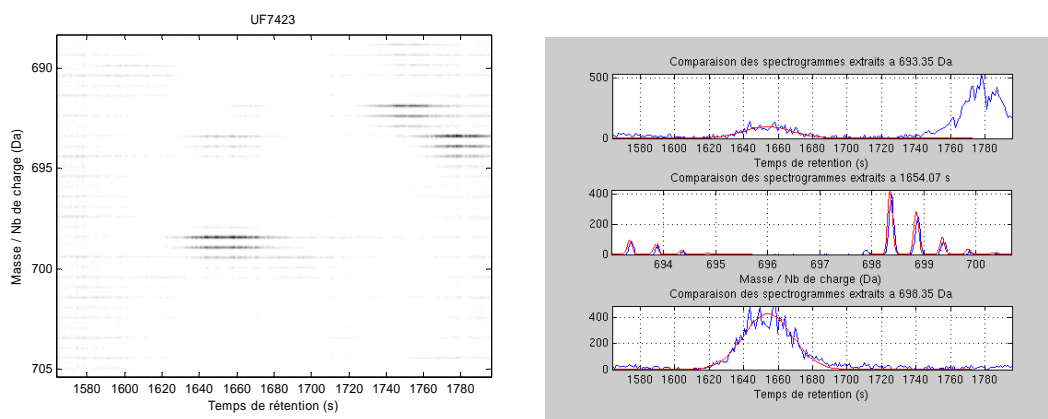 UF7423
690
695
700
705
Masse / Nb de charge (Da)
1580 1600 1620 1640 1660 1680 1700 1720 1740 1760 1780
Temps de rétention (s)
Comparaison des spectrogrammes extraits a 693.35 Da
500
0
1580 1600 1620 1640 1660 1680 1700 1720 1740 1760 1780
Temps de retention (s)
Comparaison des spectrogrammes extraits a 1654.07 s
400
200
0
694 695 696 697 698 699 700
Masse / Nb de charge (Da)
Comparaison des spectrogrammes extraits a 698.35 Da
400
200
0
1580 1600 1620 1640 1660 1680 1700 1720 1740 1760 1780
Temps de retention (s)